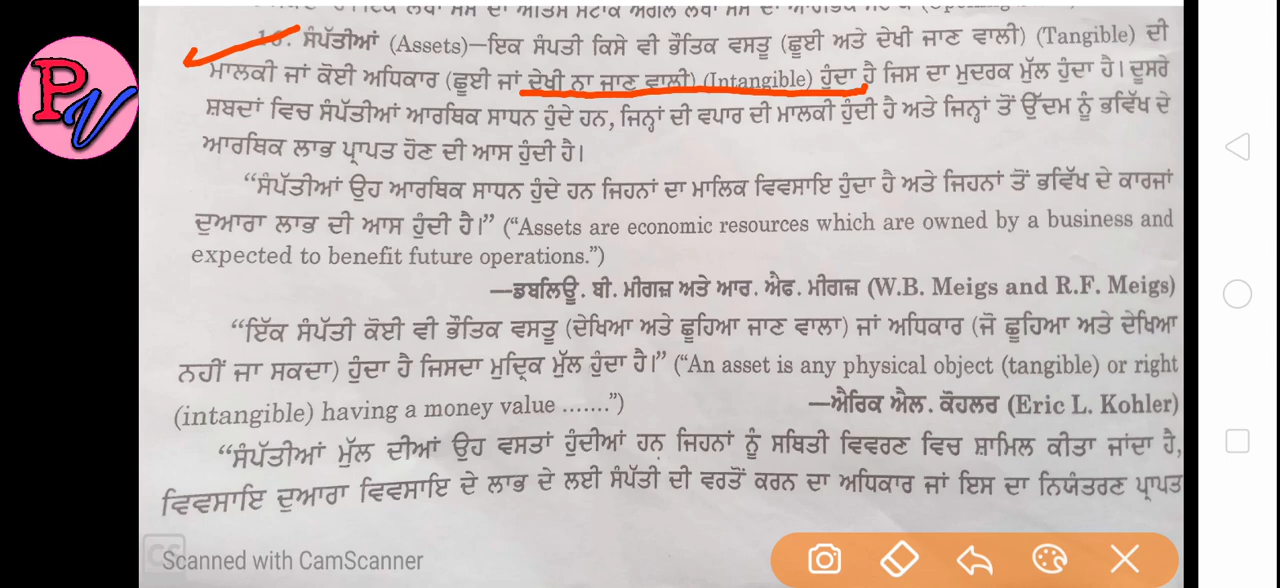 PV
16. ਸੰਪੱਤੀਆਂ (Assets)—ਇਕ ਸੰਪਤੀ ਕਿਸੇ ਵੀ ਭੌਤਿਕ ਵਸਤੂ (ਛੂਈ ਅਤੇ ਦੇਖੀ ਜਾਣ ਵਾਲੀ) (Tangible) ਦੀ
ਮਾਲਕੀ ਜਾਂ ਕੋਈ ਅਧਿਕਾਰ (ਛੂਈ ਜਾਂ ਦੇਖੀ ਨਾ ਜਾਣ ਵਾਲੀ) (Intangible) ਹੁੰਦਾ ਹੈ ਜਿਸ ਦਾ ਮੁਦਰਕ ਮੁੱਲ ਹੁੰਦਾ ਹੈ। ਦੂਸਰੇ
ਸ਼ਬਦਾਂ ਵਿਚ ਸੰਪੱਤੀਆਂ ਆਰਥਿਕ ਸਾਧਨ ਹੁੰਦੇ ਹਨ, ਜਿਨ੍ਹਾਂ ਦੀ ਵਪਾਰ ਦੀ ਮਾਲਕੀ ਹੁੰਦੀ ਹੈ ਅਤੇ ਜਿਨ੍ਹਾਂ ਤੋਂ ਉੱਦਮ ਨੂੰ ਭਵਿੱਖ ਦੇ
ਆਰਥਿਕ ਲਾਭ ਪ੍ਰਾਪਤ ਹੋਣ ਦੀ ਆਸ ਹੁੰਦੀ ਹੈ।
“ਸੰਪੱਤੀਆਂ ਉਹ ਆਰਥਿਕ ਸਾਧਨ ਹੁੰਦੇ ਹਨ ਜਿਹਨਾਂ ਦਾ ਮਾਲਿਕ ਵਿਵਸਾਇ ਹੁੰਦਾ ਹੈ ਅਤੇ ਜਿਹਨਾਂ ਤੋਂ ਭਵਿੱਖ ਦੇ ਕਾਰਜਾਂ
ਦੁਆਰਾ ਲਾਭ ਦੀ ਆਸ ਹੁੰਦੀ ਹੈ।” (“Assets are economic resources which are owned by a business and
expected to benefit future operations.”)
—ਡਬਲਿਊ. ਬੀ. ਮੀਗਜ਼ ਅਤੇ ਆਰ. ਐਫ. ਮੀਗਜ਼ (W.B. Meigs and R.F. Meigs)
“ਇੱਕ ਸੰਪੱਤੀ ਕੋਈ ਵੀ ਭੌਤਿਕ ਵਸਤੂ (ਦੇਖਿਆ ਅਤੇ ਛੂਹਿਆ ਜਾਣ ਵਾਲਾ) ਜਾਂ ਅਧਿਕਾਰ (ਜੋ ਛੂਹਿਆ ਅਤੇ ਦੇਖਿਆ
ਨਹੀਂ ਜਾ ਸਕਦਾ) ਹੁੰਦਾ ਹੈ ਜਿਸਦਾ ਮੁਦ੍ਰਿਕ ਮੁੱਲ ਹੁੰਦਾ ਹੈ।” (“An asset is any physical object (tangible) or right
(intangible) having a money value .......”)
—ਐਰਿਕ ਐਲ. ਕੋਹਲਰ (Eric L. Kohler)
“ਸੰਪੱਤੀਆਂ ਮੁੱਲ ਦੀਆਂ ਉਹ ਵਸਤਾਂ ਹੁੰਦੀਆਂ ਹਨ ਜਿਹਨਾਂ ਨੂੰ ਸਥਿਤੀ ਵਿਵਰਣ ਵਿਚ ਸ਼ਾਮਿਲ ਕੀਤਾ ਜਾਂਦਾ ਹੈ,
ਵਿਵਸਾਇ ਦੁਆਰਾ ਵਿਵਸਾਇ ਦੇ ਲਾਭ ਦੇ ਲਈ ਸੰਪੱਤੀ ਦੀ ਵਰਤੋਂ ਕਰਨ ਦਾ ਅਧਿਕਾਰ ਜਾਂ ਇਸ ਦਾ ਨਿਯੰਤਰਣ ਪ੍ਰਾਪਤ
CS Scanned with CamScanner